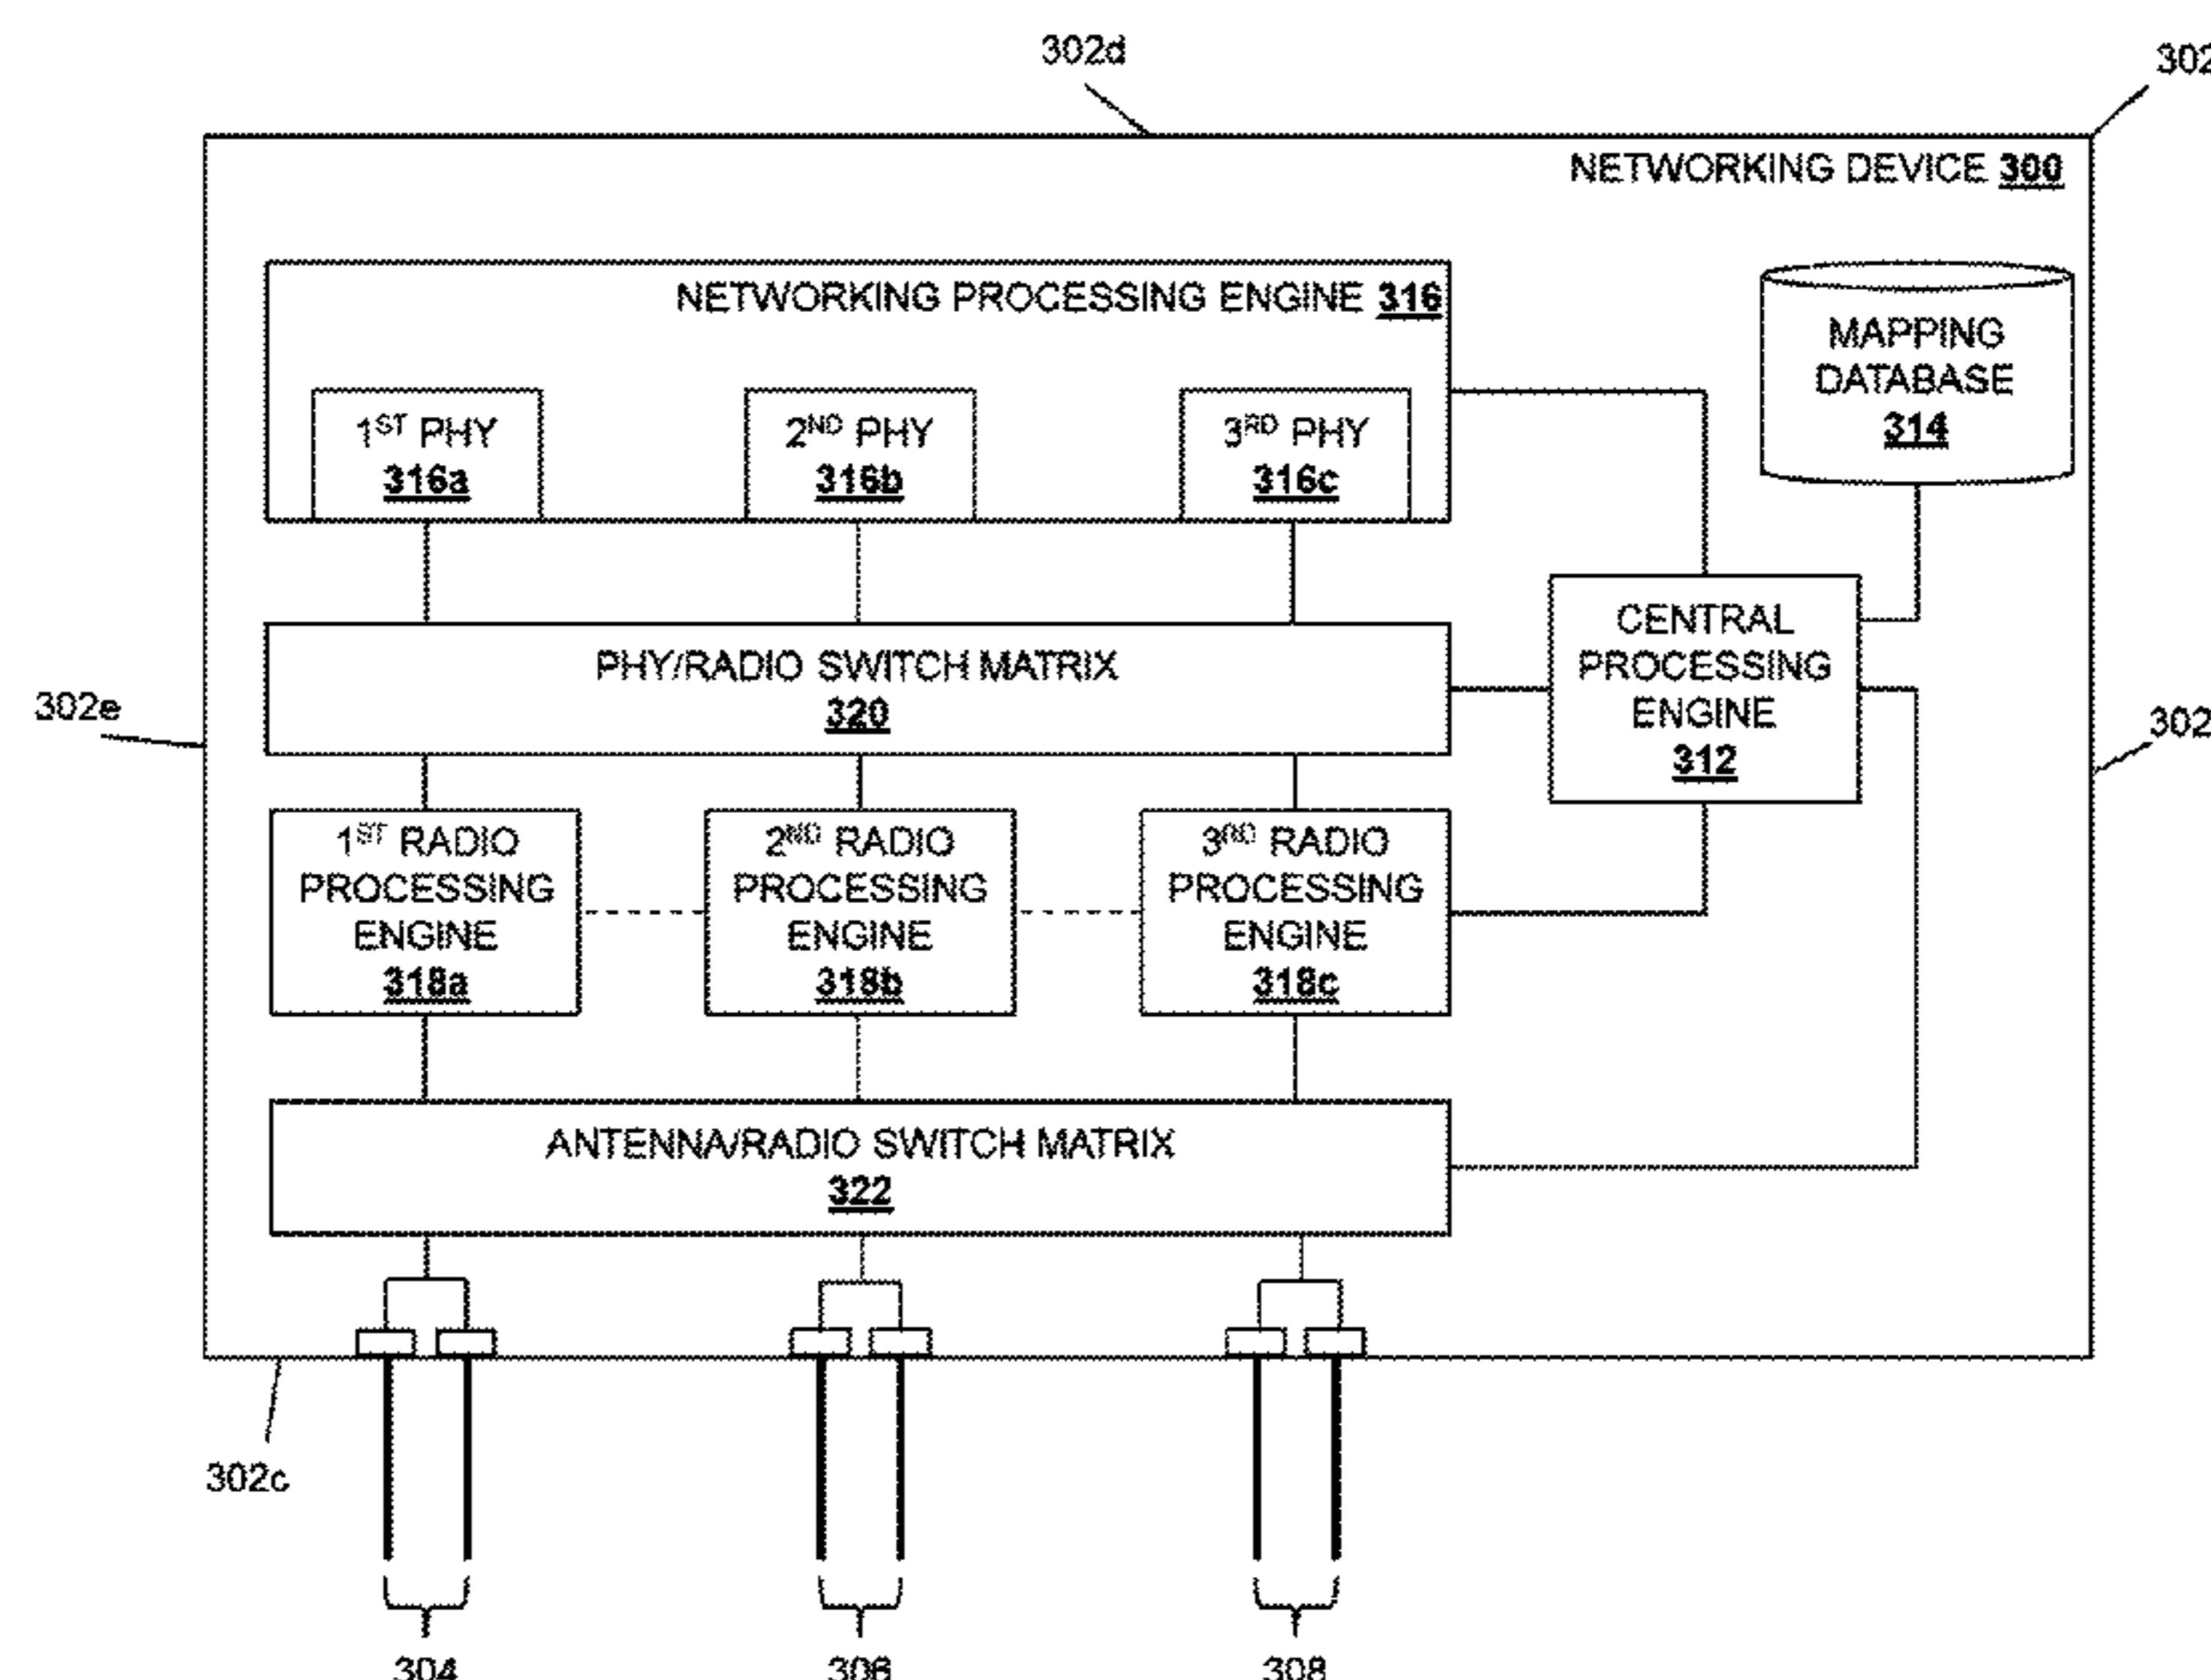 302d
302
NETWORKING DEVICE 300
NETWORKING PROCESSING ENGINE 316
MAPPING
DATABASE
314
1ST PHY
316a
2ND PHY
316b
3RD PHY
316c
CENTRAL
PROCESSING
ENGINE
312
PHY/RADIO SWITCH MATRIX
320
302e
302
1ST RADIO
PROCESSING
ENGINE
318a
2ND RADIO
PROCESSING
ENGINE
318b
3RD RADIO
PROCESSING
ENGINE
318c
ANTENNA/RADIO SWITCH MATRIX
322
302c
304
306
308